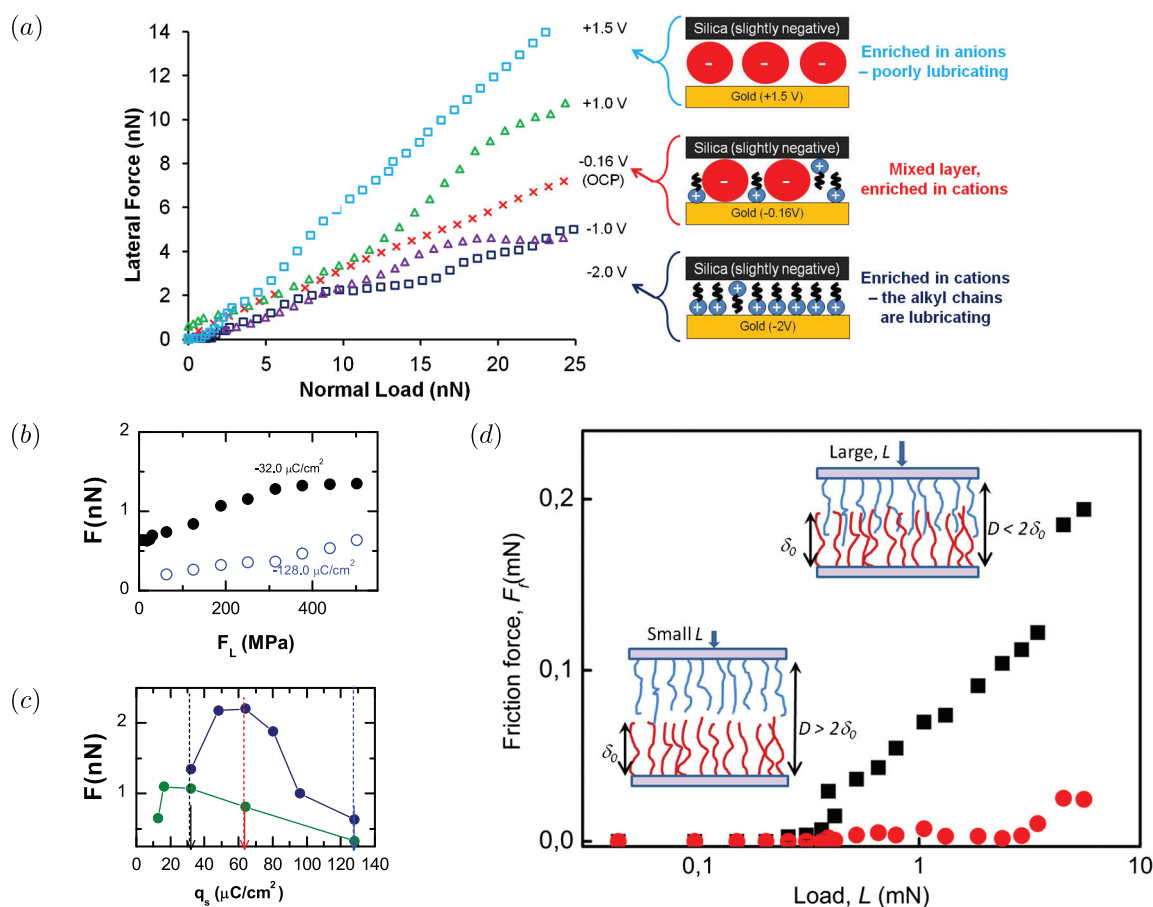 (a)
14
12
10
8
6
4
2
0
Lateral Force (nN)
0 5 10 15 20 25
Normal Load (nN)
+1.5 V
+1.0 V
-0.16 V
(OCP)
-1.0 V
-2.0 V
Silica (slightly negative)
- - -
Gold (+1.5 V)
Enriched in anions
– poorly lubricating
Silica (slightly negative)
+
- -
+ + +
Gold (-0.16V)
Mixed layer,
enriched in cations
Silica (slightly negative)
+
+ + + + + + +
Gold (-2V)
Enriched in cations
– the alkyl chains
are lubricating
(b)
2
1
0
F(nN)
-32.0 μC/cm²
-128.0 μC/cm²
0 200 400
F_L (MPa)
(c)
2
1
F(nN)
0 20 40 60 80 100 120 140
q_s (μC/cm²)
(d)
0,2
0,1
0,0
Friction force, F_f(mN)
Large, L
δ₀
D < 2δ₀
Small L
δ₀
D > 2δ₀
0,1 1 10
Load, L (mN)